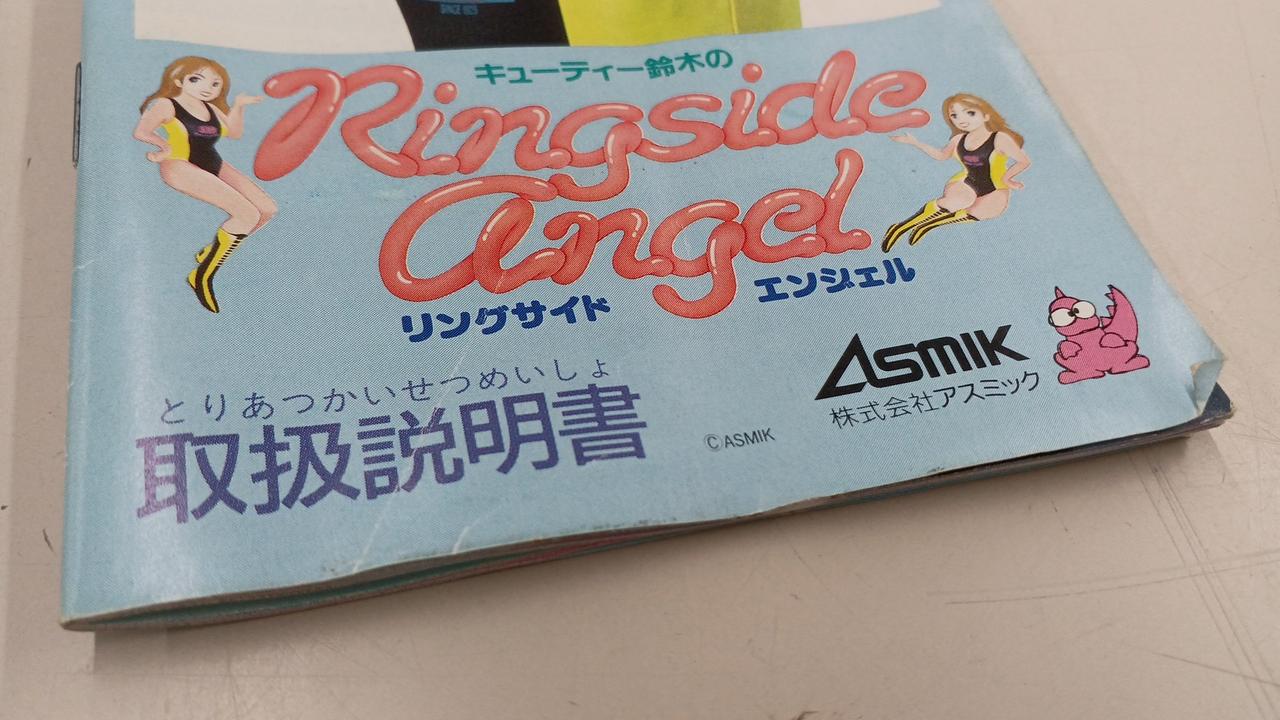 SINCE 1929
キューティー鈴木の
Ringside
angel
リングサイド エンジェル
とりあつかいせつめいしょ
取扱説明書
©ASMIK
ASMIK
株式会社アスミック